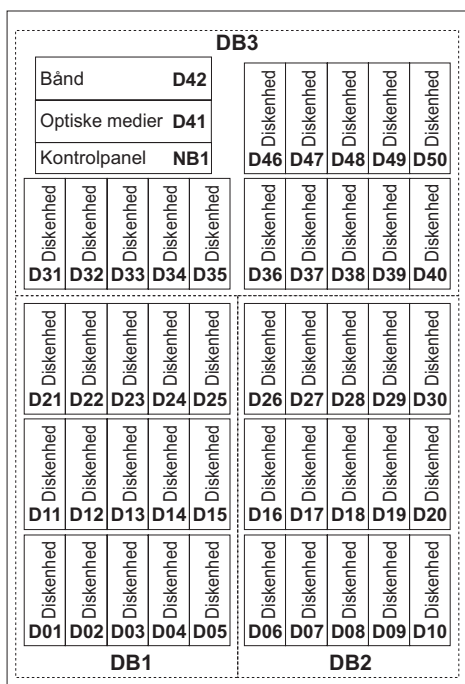 DB3
Bånd D42
Optiske medier D41
Kontrolpanel NB1
Diskenhed Diskenhed Diskenhed Diskenhed Diskenhed
D46 D47 D48 D49 D50
Diskenhed Diskenhed Diskenhed Diskenhed Diskenhed
D31 D32 D33 D34 D35
Diskenhed Diskenhed Diskenhed Diskenhed Diskenhed
D36 D37 D38 D39 D40
Diskenhed Diskenhed Diskenhed Diskenhed Diskenhed
D21 D22 D23 D24 D25
Diskenhed Diskenhed Diskenhed Diskenhed Diskenhed
D26 D27 D28 D29 D30
Diskenhed Diskenhed Diskenhed Diskenhed Diskenhed
D11 D12 D13 D14 D15
Diskenhed Diskenhed Diskenhed Diskenhed Diskenhed
D16 D17 D18 D19 D20
Diskenhed Diskenhed Diskenhed Diskenhed Diskenhed
D01 D02 D03 D04 D05
Diskenhed Diskenhed Diskenhed Diskenhed Diskenhed
D06 D07 D08 D09 D10
DB1
DB2